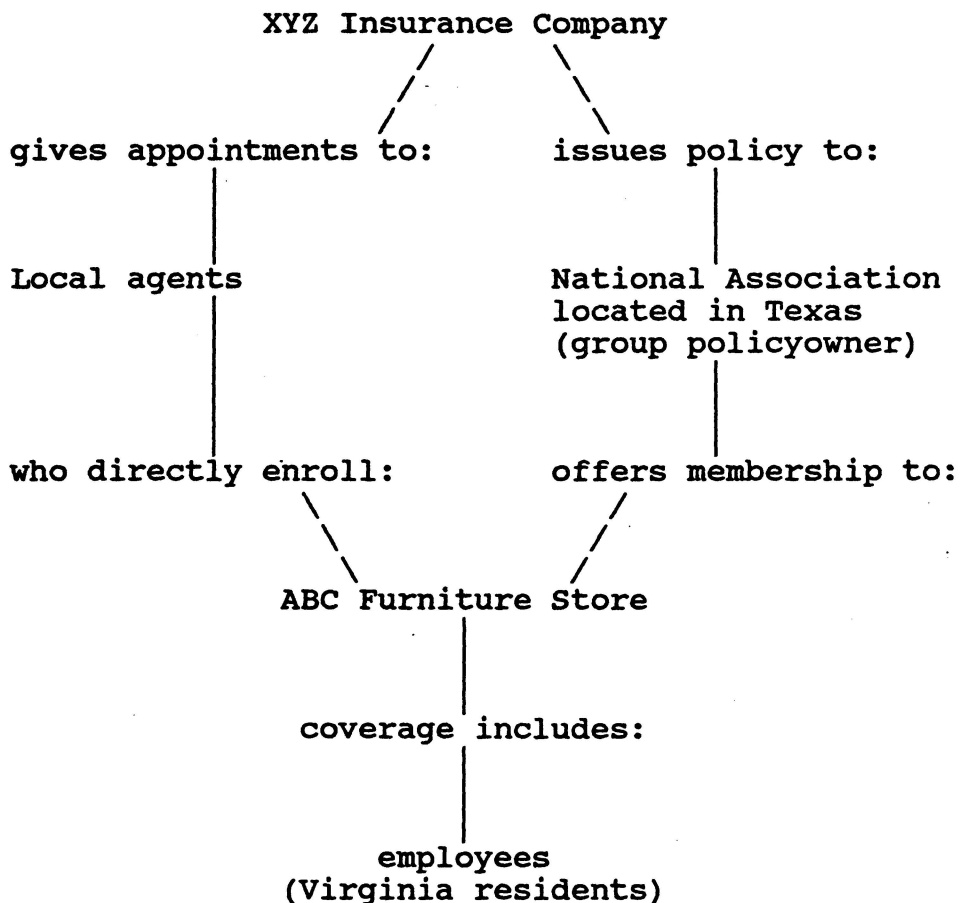 XYZ Insurance Company
gives appointments to:
issues policy to:
Local agents
National Association
located in Texas
(group policyowner)
who directly enroll:
offers membership to:
ABC Furniture Store
coverage includes:
employees
(Virginia residents)